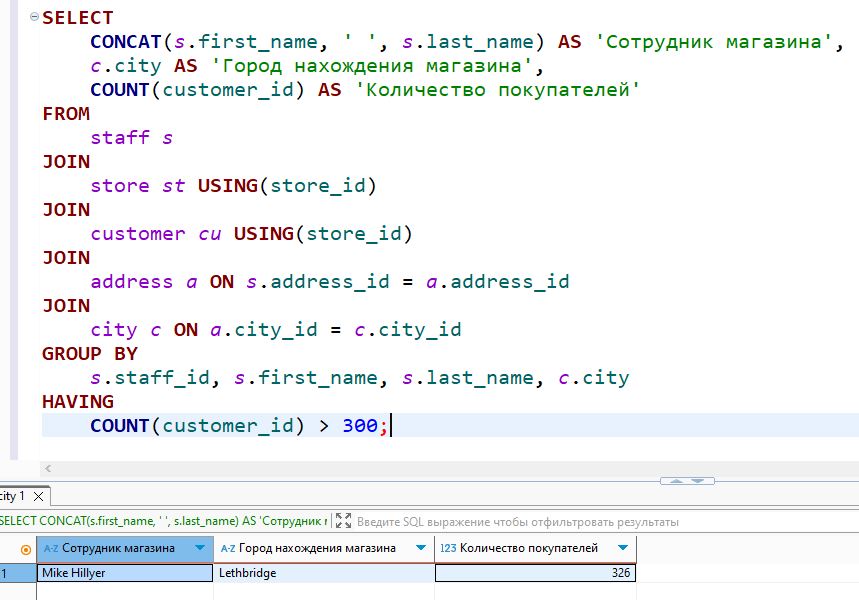 SELECT
CONCAT(s.first_name, ' ', s.last_name) AS 'Сотрудник магазина',
c.city AS 'Город нахождения магазина',
COUNT(customer_id) AS 'Количество покупателей'
FROM
staff s
JOIN
store st USING(store_id)
JOIN
customer cu USING(store_id)
JOIN
address a ON s.address_id = a.address_id
JOIN
city c ON a.city_id = c.city_id
GROUP BY
s.staff_id, s.first_name, s.last_name, c.city
HAVING
COUNT(customer_id) > 300;
city 1
SELECT CONCAT(s.first_name, ' ', s.last_name) AS 'Сотрудник Введите SQL выражение чтобы отфильтровать результаты
A-Z Сотрудник магазина A-Z Город нахождения магазина 123 Количество покупателей
1 Mike Hillyer Lethbridge 326